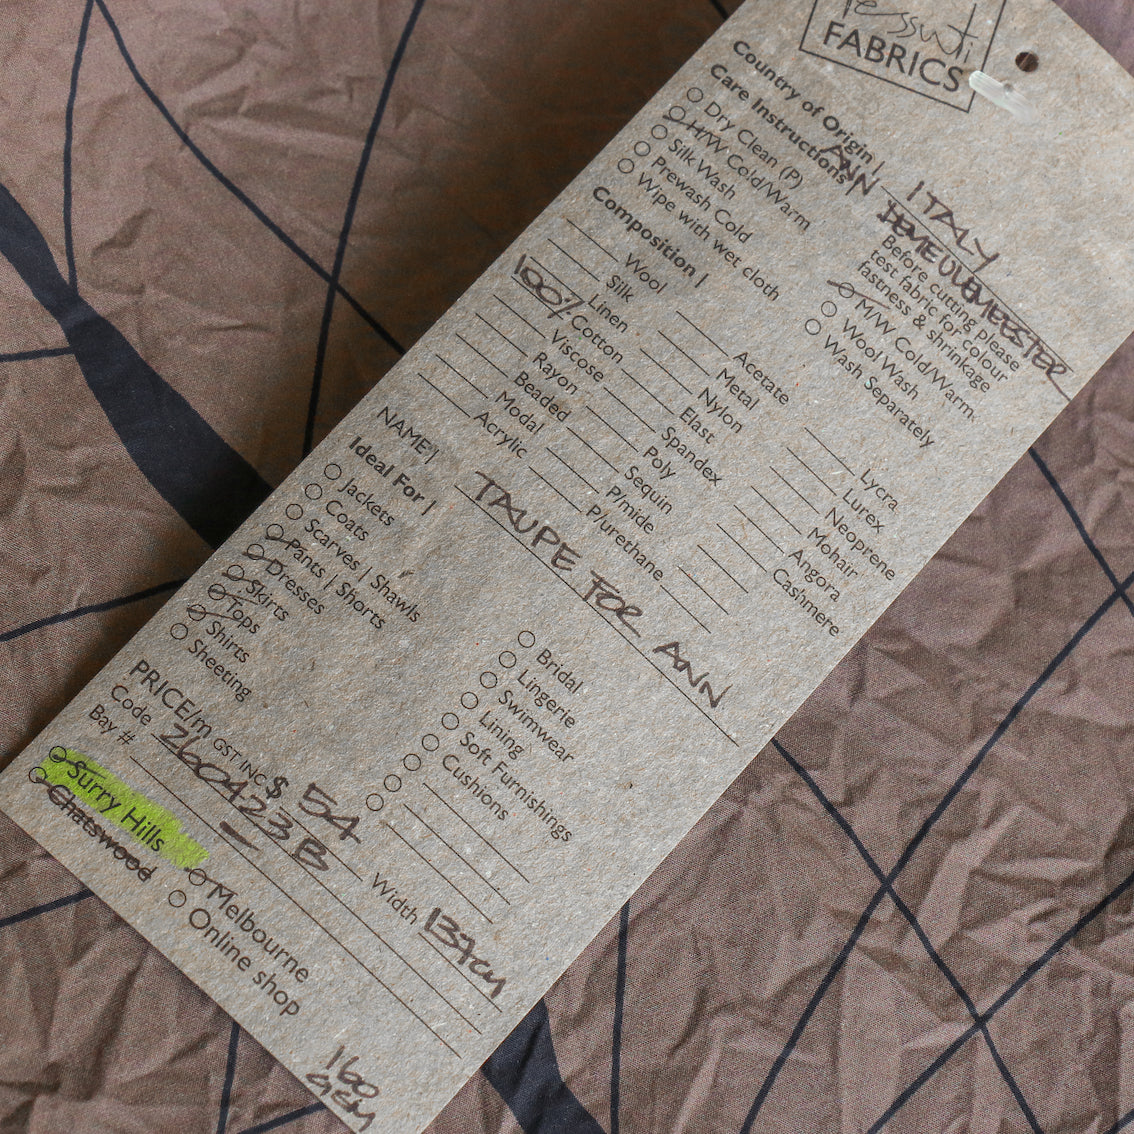 Tessuti
FABRICS
Country of Origin | ITALY
ANN DEMEULEMEESTER
Care Instructions |
Before cutting please
test fabric for colour
fastness & shrinkage
Dry Clean (P)
H/W Cold/Warm
Silk Wash
Prewash Cold
Wipe with wet cloth
M/W Cold/Warm.
Wool Wash
Wash Separately
Composition |
Wool
Silk
Linen
100% Cotton
Viscose
Rayon
Beaded
Modal
Acrylic
Acetate
Metal
Nylon
Elast
Spandex
Poly
Sequin
P/mide
P/urethane
Lycra
Lurex
Neoprene
Mohair
Angora
Cashmere
NAME | TAUPE FOR ANN
Ideal For |
Jackets
Coats
Scarves | Shawls
Pants | Shorts
Dresses
Skirts
Tops
Shirts
Sheeting
Bridal
Lingerie
Swimwear
Lining
Soft Furnishings
Cushions
PRICE/m GST INC. $ 54
Width 137cm
Code 260423B
Bay # –
Surry Hills
Chatswood
Melbourne
Online shop
160
GSM